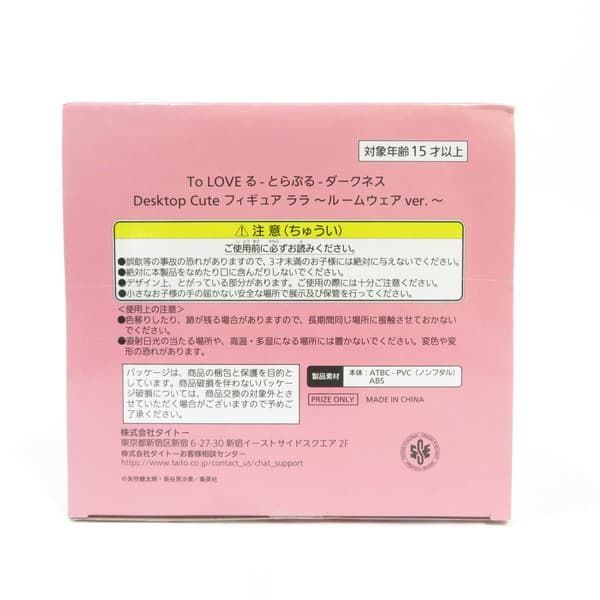 対象年齢15才以上
To LOVE る - とらぶる - ダークネス
Desktop Cute フィギュア ララ ～ルームウェア ver. ～
⚠注意（ちゅうい）
ご使用前に必ずお読みください。
●誤飲等の事故の恐れがありますので、3才未満のお子様には絶対に与えないでください。
●絶対に本製品をなめたり口に含んだりしないでください。
●デザイン上、とがっている部分があります。ご使用の際には十分ご注意ください。
●小さなお子様の手の届かない安全な場所で展示及び保管を行ってください。
＜使用上の注意＞
●色移りしたり、跡が残る場合がありますので、長期間同じ場所に接触させておかない
でください。
●直射日光の当たる場所や、高温・多湿になる場所には置かないでください。変色や変
形の恐れがあります。
パッケージは、商品の梱包と保護を目的と
しています。商品破損を伴わないパッケー
ジ破損については、商品交換の対象外とさ
せていただく場合がございますので予めご
了承ください。
製品素材
本体：ATBC - PVC（ノンフタル）
ABS
PRIZE ONLY MADE IN CHINA
株式会社タイトー
東京都新宿区新宿 6-27-30 新宿イーストサイドスクエア 2F
株式会社タイトーお客様相談センター
https://www.taito.co.jp/contact_us/chat_support
©矢吹健太朗・長谷見沙貴／集英社